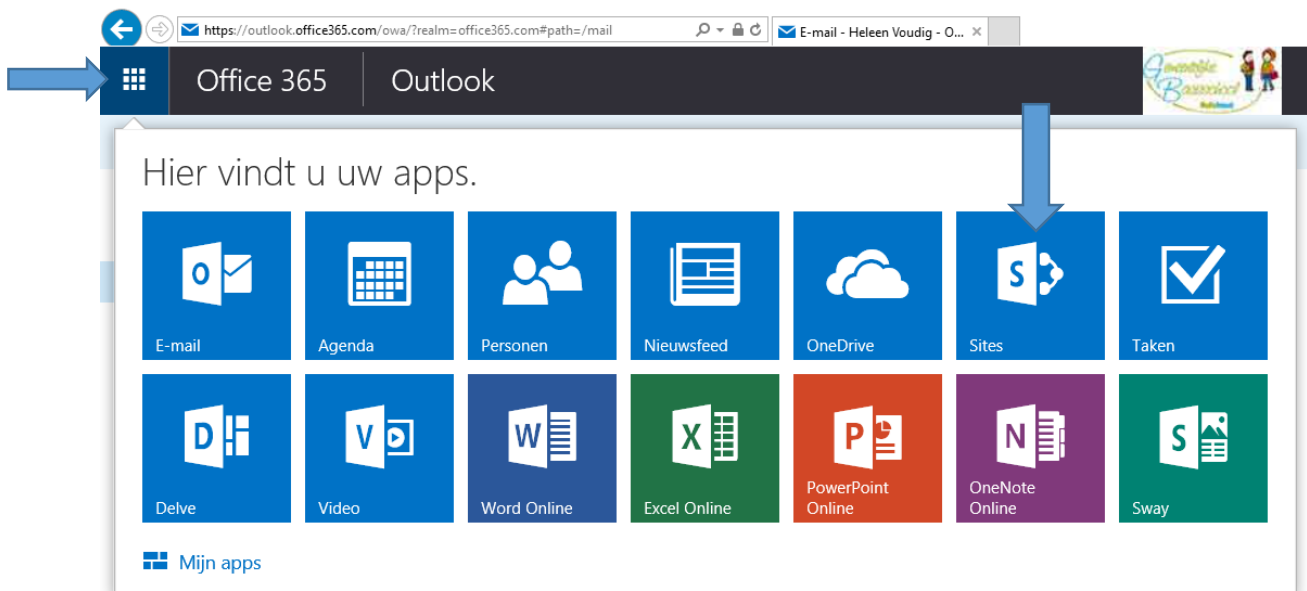 https://outlook.office365.com/owa/?realm=office365.com#path=/mail
E-mail - Heleen Voudig - O...
Office 365
Outlook
Gemeentelijke
Basisschool
Hier vindt u uw apps.
E-mail
Agenda
Personen
Nieuwsfeed
OneDrive
Sites
Taken
Delve
Video
Word Online
Excel Online
PowerPoint
Online
OneNote
Online
Sway
Mijn apps